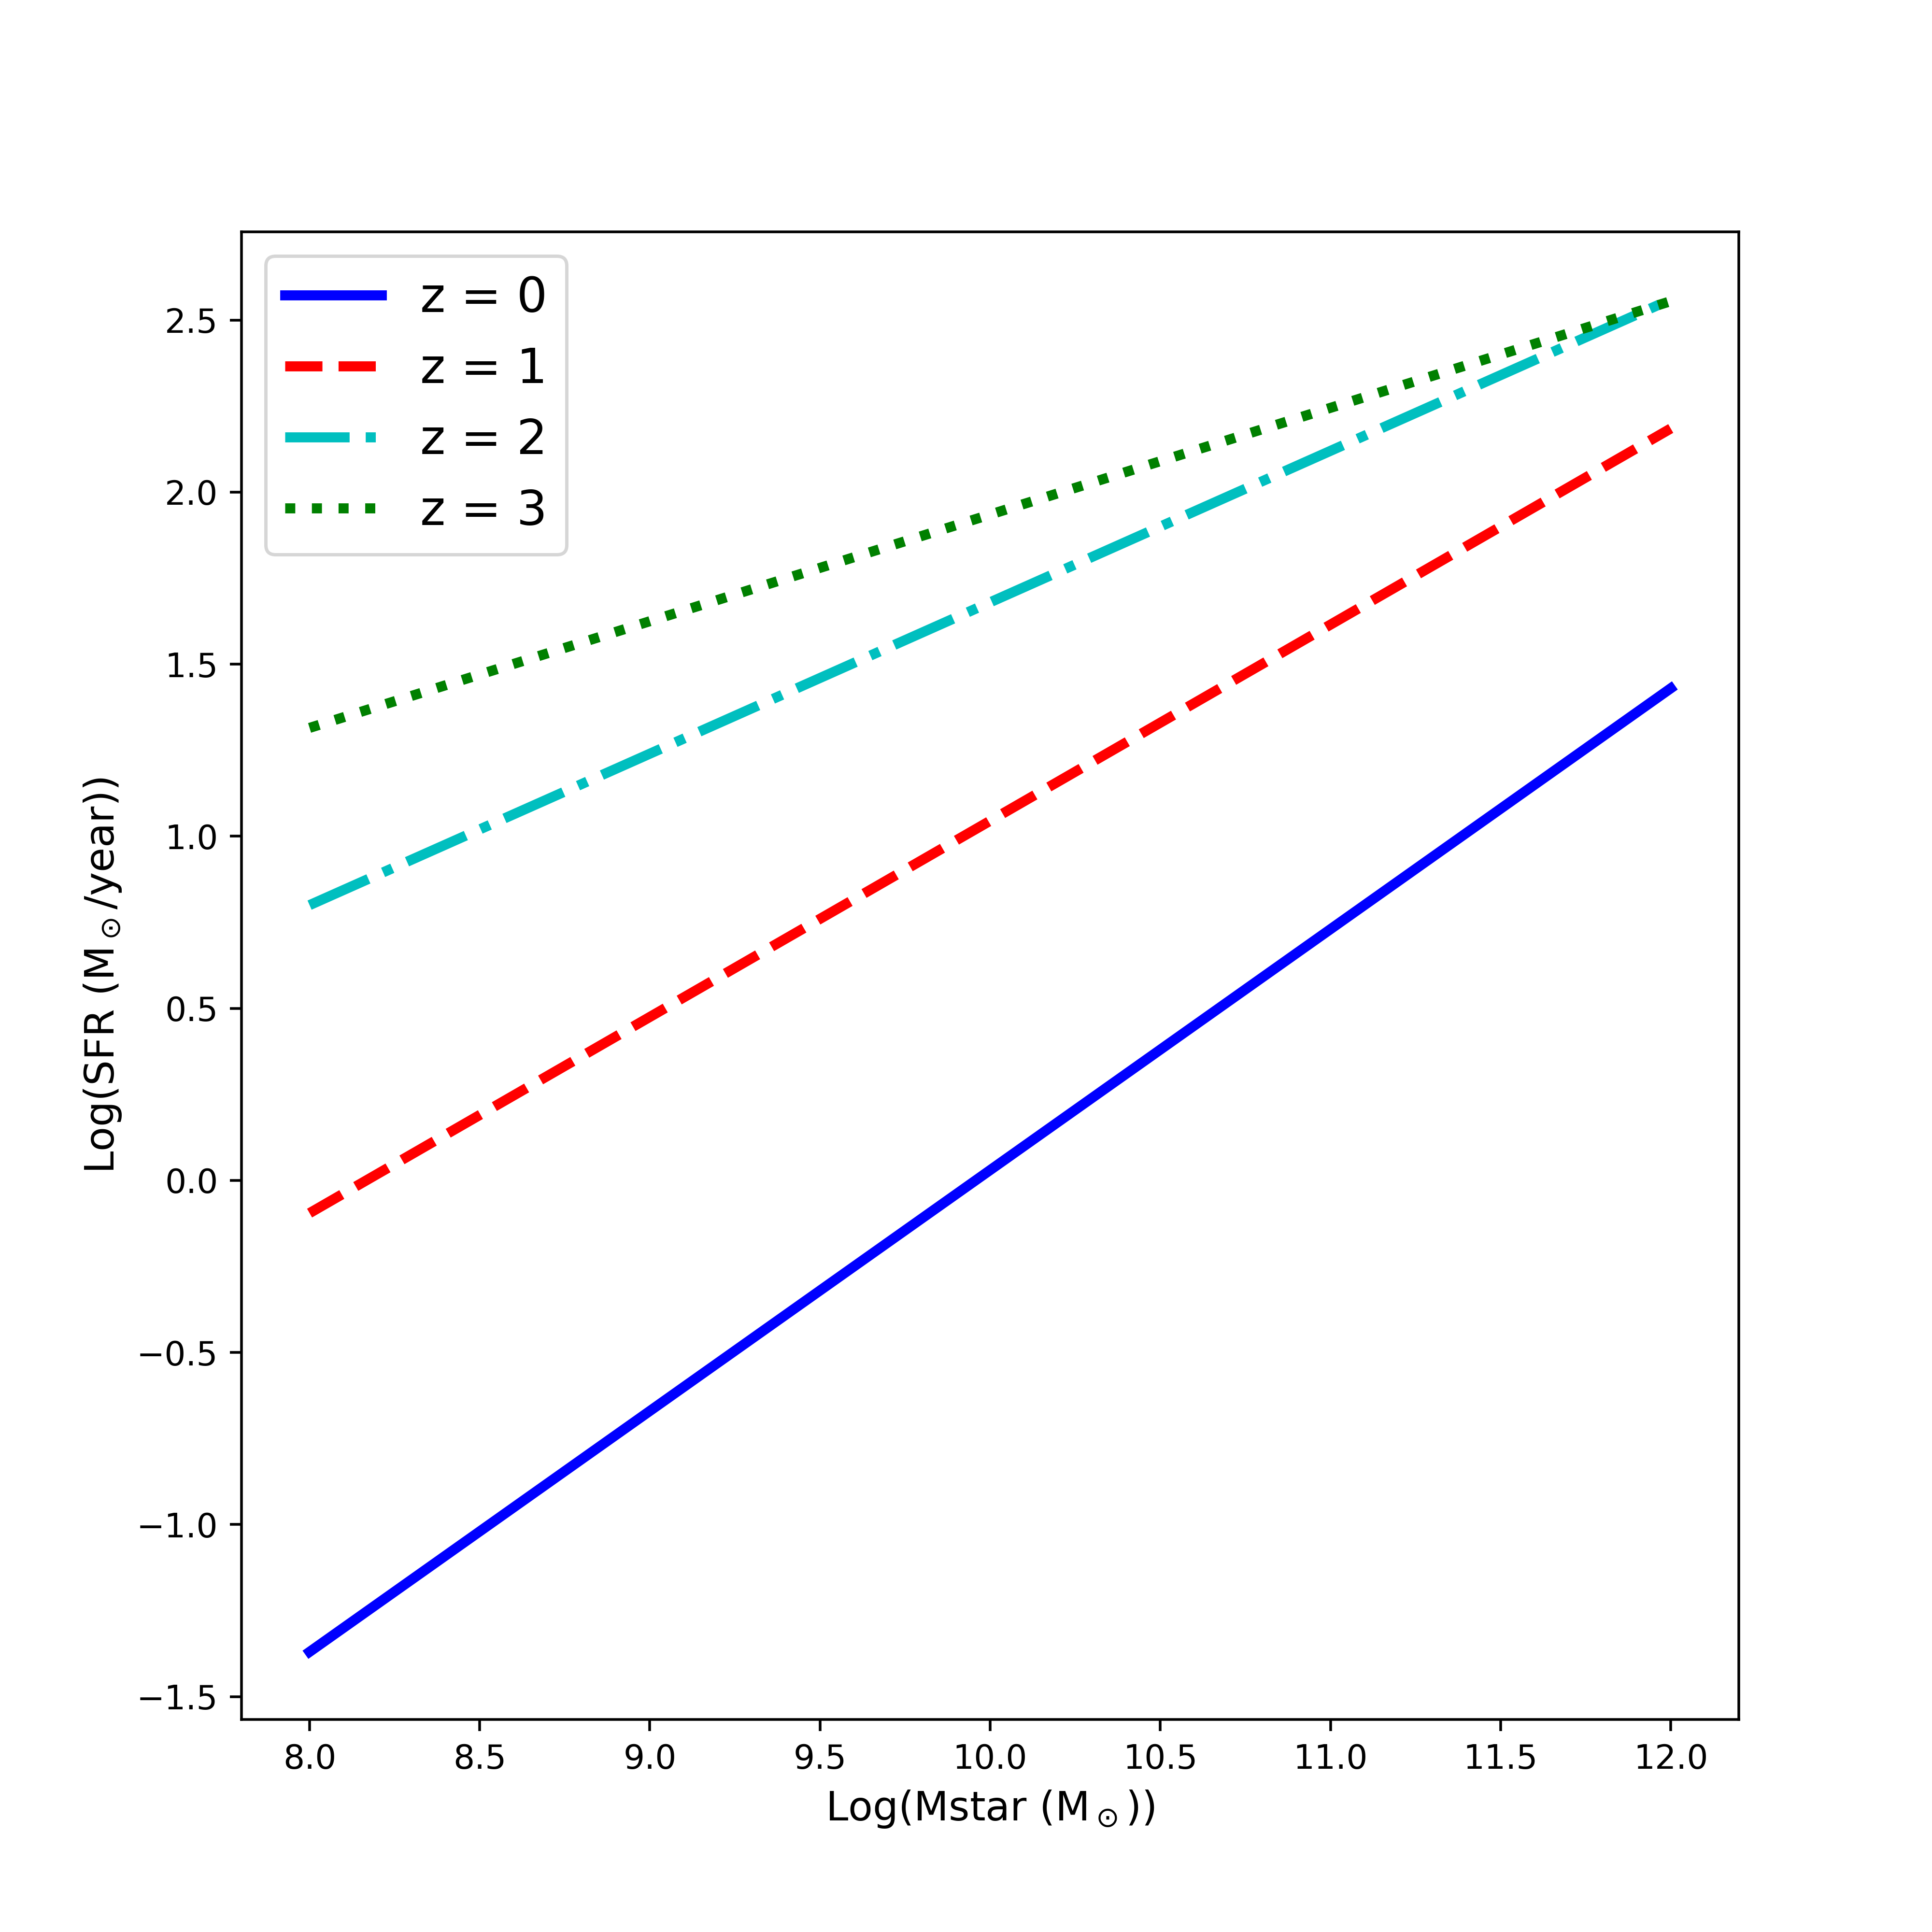 z = 0
z = 1
z = 2
z = 3
2.5
2.0
1.5
1.0
0.5
0.0
−0.5
−1.0
−1.5
Log(SFR (M☉/year))
8.0 8.5 9.0 9.5 10.0 10.5 11.0 11.5 12.0
Log(Mstar (M☉))